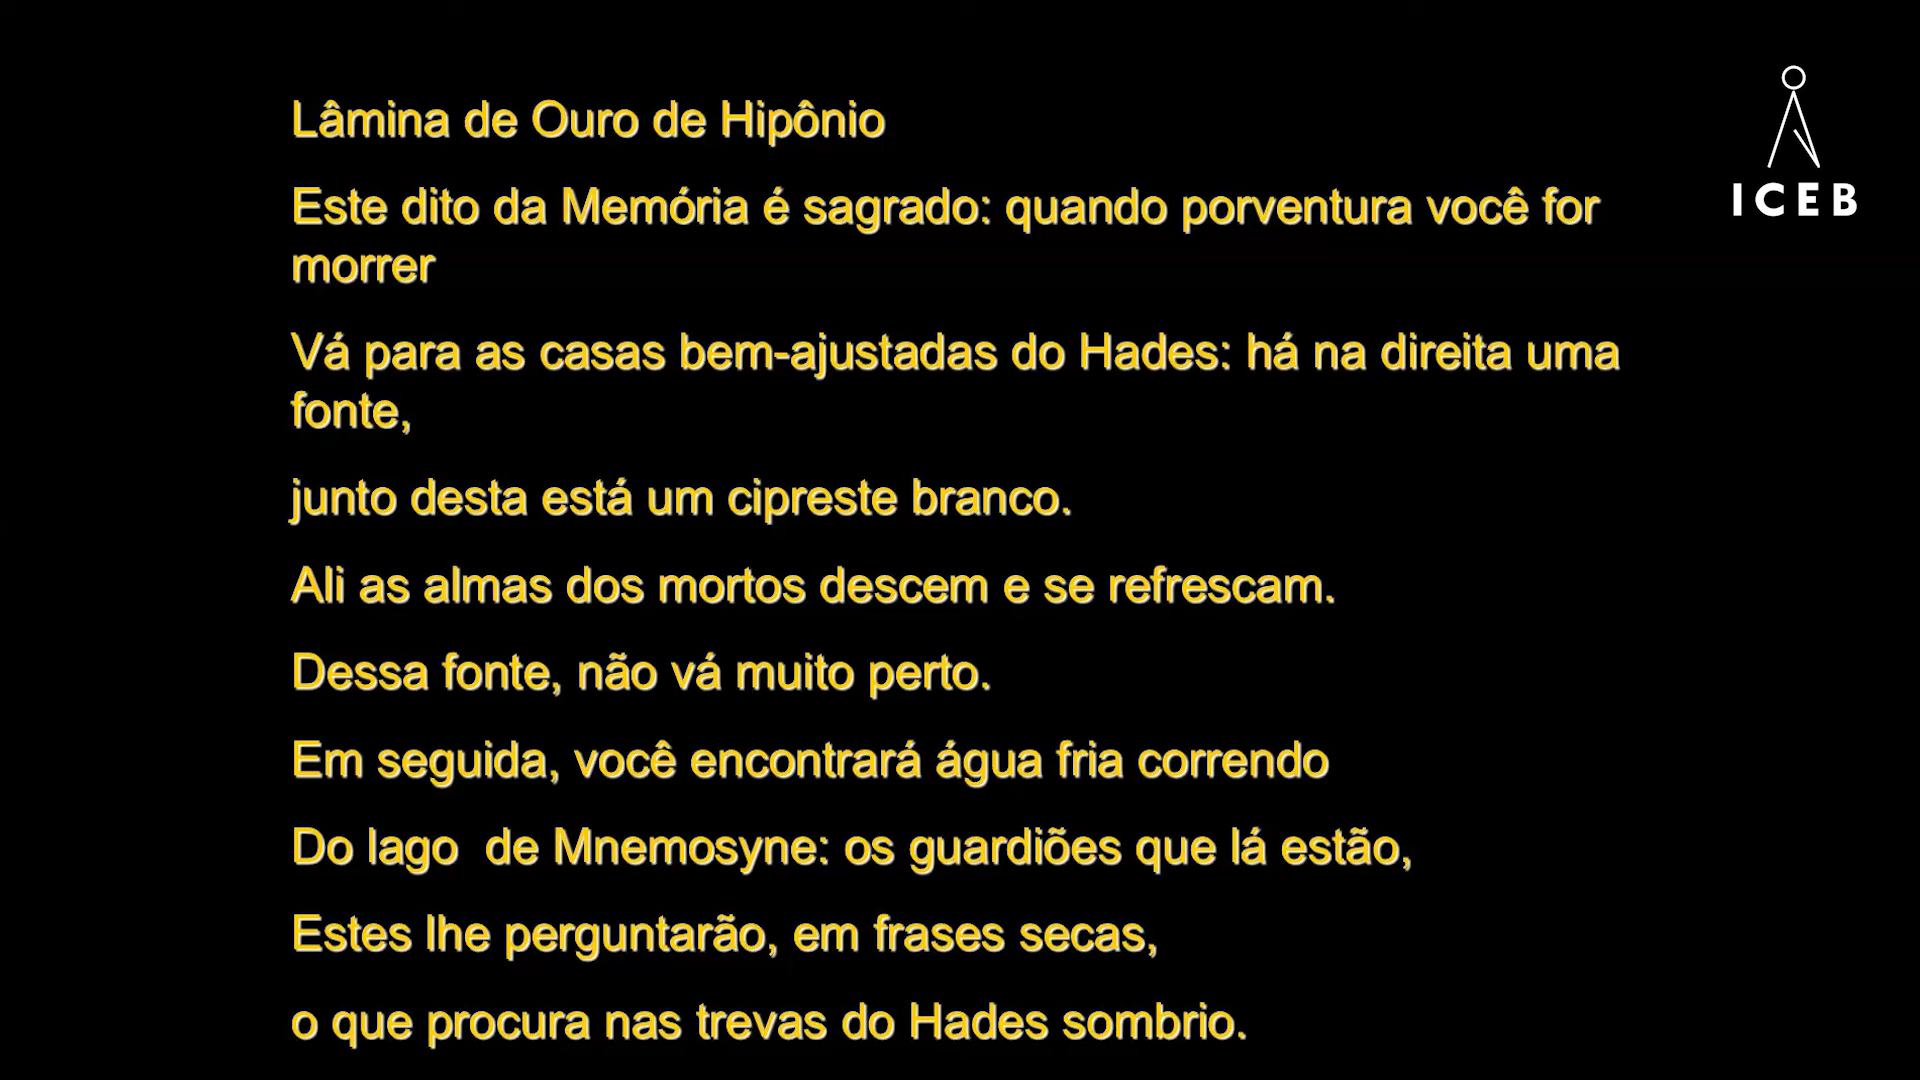 Lâmina de Ouro de Hipônio
ICEB
Este dito da Memória é sagrado: quando porventura você for
morrer
Vá para as casas bem-ajustadas do Hades: há na direita uma
fonte,
junto desta está um cipreste branco.
Ali as almas dos mortos descem e se refrescam.
Dessa fonte, não vá muito perto.
Em seguida, você encontrará água fria correndo
Do lago  de Mnemosyne: os guardiões que lá estão,
Estes lhe perguntarão, em frases secas,
o que procura nas trevas do Hades sombrio.